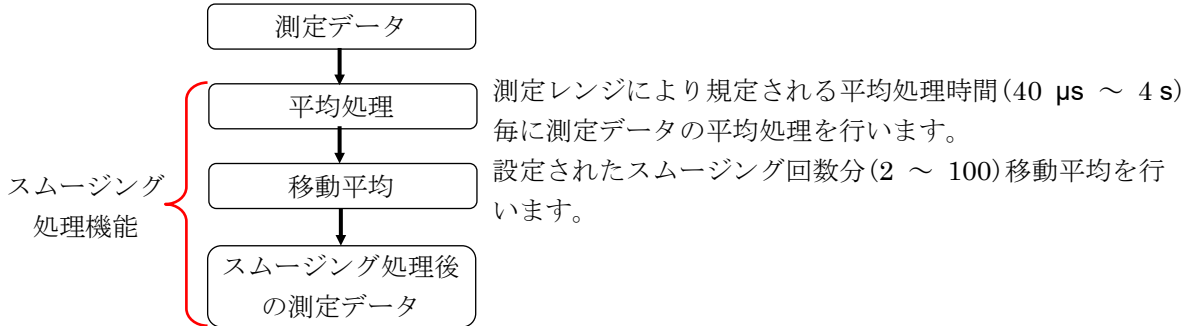 測定データ
平均処理
測定レンジにより規定される平均処理時間(40 µs ～ 4 s)
毎に測定データの平均処理を行います。
移動平均
設定されたスムージング回数分(2 ～ 100)移動平均を行
います。
スムージング
処理機能
スムージング処理後
の測定データ